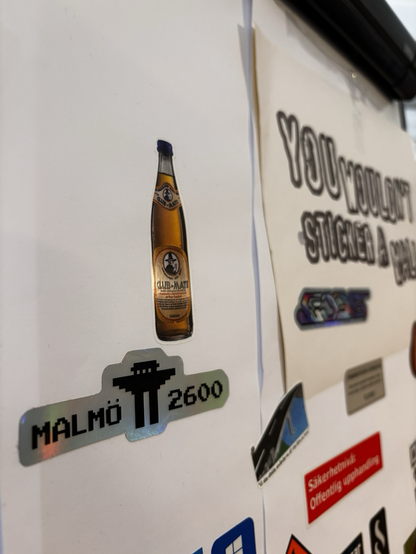 YOU WOULDN'T
STICKER A
CLUB-MATE
MALMÖ 2600
Säkerhetsnivå:
Offentlig upphandling